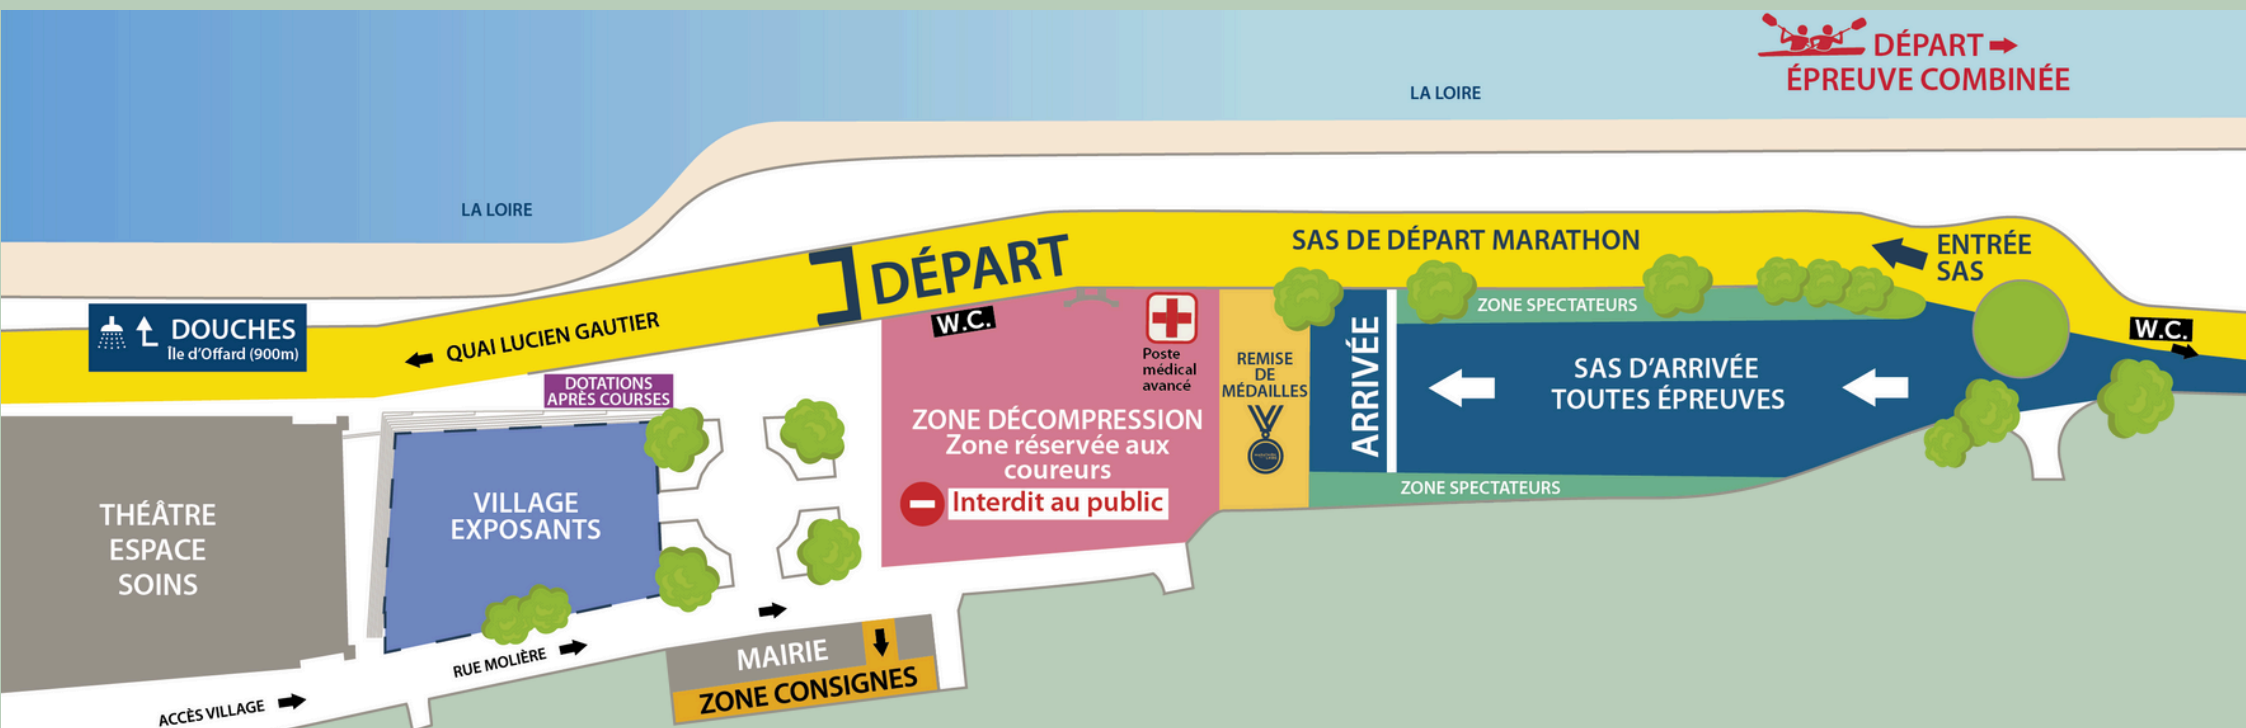 DÉPART
ÉPREUVE COMBINÉE
LA LOIRE
LA LOIRE
SAS DE DÉPART MARATHON
ENTRÉE
SAS
DÉPART
ZONE SPECTATEURS
W.C.
W.C.
DOUCHES
Île d'Offard (900m)
QUAI LUCIEN GAUTIER
Poste
médical
avancé
REMISE
DE
MÉDAILLES
ARRIVÉE
SAS D'ARRIVÉE
TOUTES ÉPREUVES
DOTATIONS
APRÈS COURSES
ZONE DÉCOMPRESSION
Zone réservée aux
coureurs
Interdit au public
ZONE SPECTATEURS
THÉÂTRE
ESPACE
SOINS
VILLAGE
EXPOSANTS
RUE MOLIÈRE
MAIRIE
ZONE CONSIGNES
ACCÈS VILLAGE